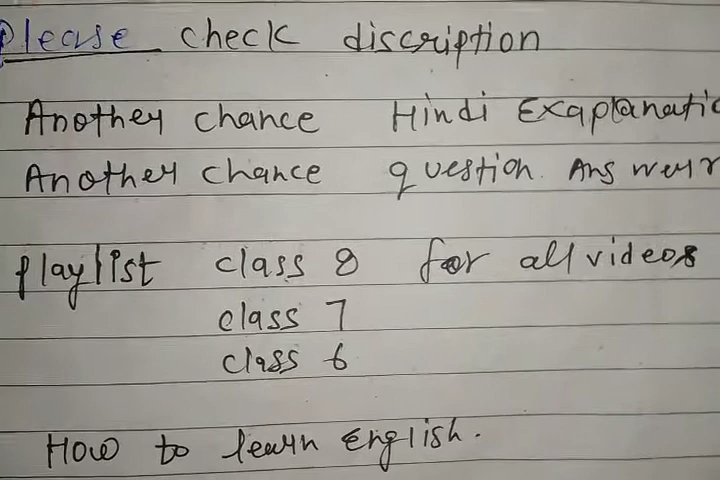 Please check discription
Another chance Hindi Exaplanatio
Another chance question. Answer
Playlist class 8 for all videos
class 7
class 6
How to learn English.